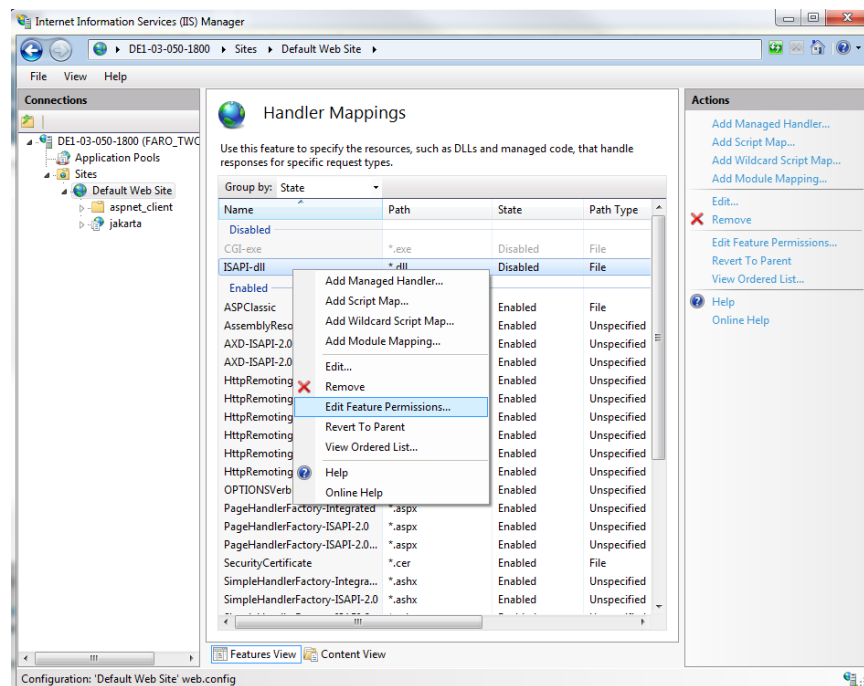 Internet Information Services (IIS) Manager
DE1-03-050-1800 Sites Default Web Site
File View Help
Connections
DE1-03-050-1800 (FARO_TWO
Application Pools
Sites
Default Web Site
aspnet_client
jakarta
Handler Mappings
Use this feature to specify the resources, such as DLLs and managed code, that handle
responses for specific request types.
Group by: State
Name Path State Path Type
Disabled
CGI-exe *.exe Disabled File
ISAPI-dll *.dll Disabled File
Enabled
ASPClassic Enabled File
AssemblyReso Enabled Unspecified
AXD-ISAPI-2.0 Enabled Unspecified
AXD-ISAPI-2.0 Enabled Unspecified
HttpRemoting Enabled Unspecified
HttpRemoting Enabled Unspecified
HttpRemoting Enabled Unspecified
HttpRemoting Enabled Unspecified
HttpRemoting Enabled Unspecified
HttpRemoting Enabled Unspecified
OPTIONSVerb Enabled Unspecified
PageHandlerFactory-Integrated *.aspx Enabled Unspecified
PageHandlerFactory-ISAPI-2.0 *.aspx Enabled Unspecified
PageHandlerFactory-ISAPI-2.0... *.aspx Enabled Unspecified
SecurityCertificate *.cer Enabled File
SimpleHandlerFactory-Integra... *.ashx Enabled Unspecified
SimpleHandlerFactory-ISAPI-2.0 *.ashx Enabled Unspecified
Add Managed Handler...
Add Script Map...
Add Wildcard Script Map...
Add Module Mapping...
Edit...
Remove
Edit Feature Permissions...
Revert To Parent
View Ordered List...
Help
Online Help
Features View Content View
Actions
Add Managed Handler...
Add Script Map...
Add Wildcard Script Map...
Add Module Mapping...
Edit...
Remove
Edit Feature Permissions...
Revert To Parent
View Ordered List...
Help
Online Help
Configuration: 'Default Web Site' web.config